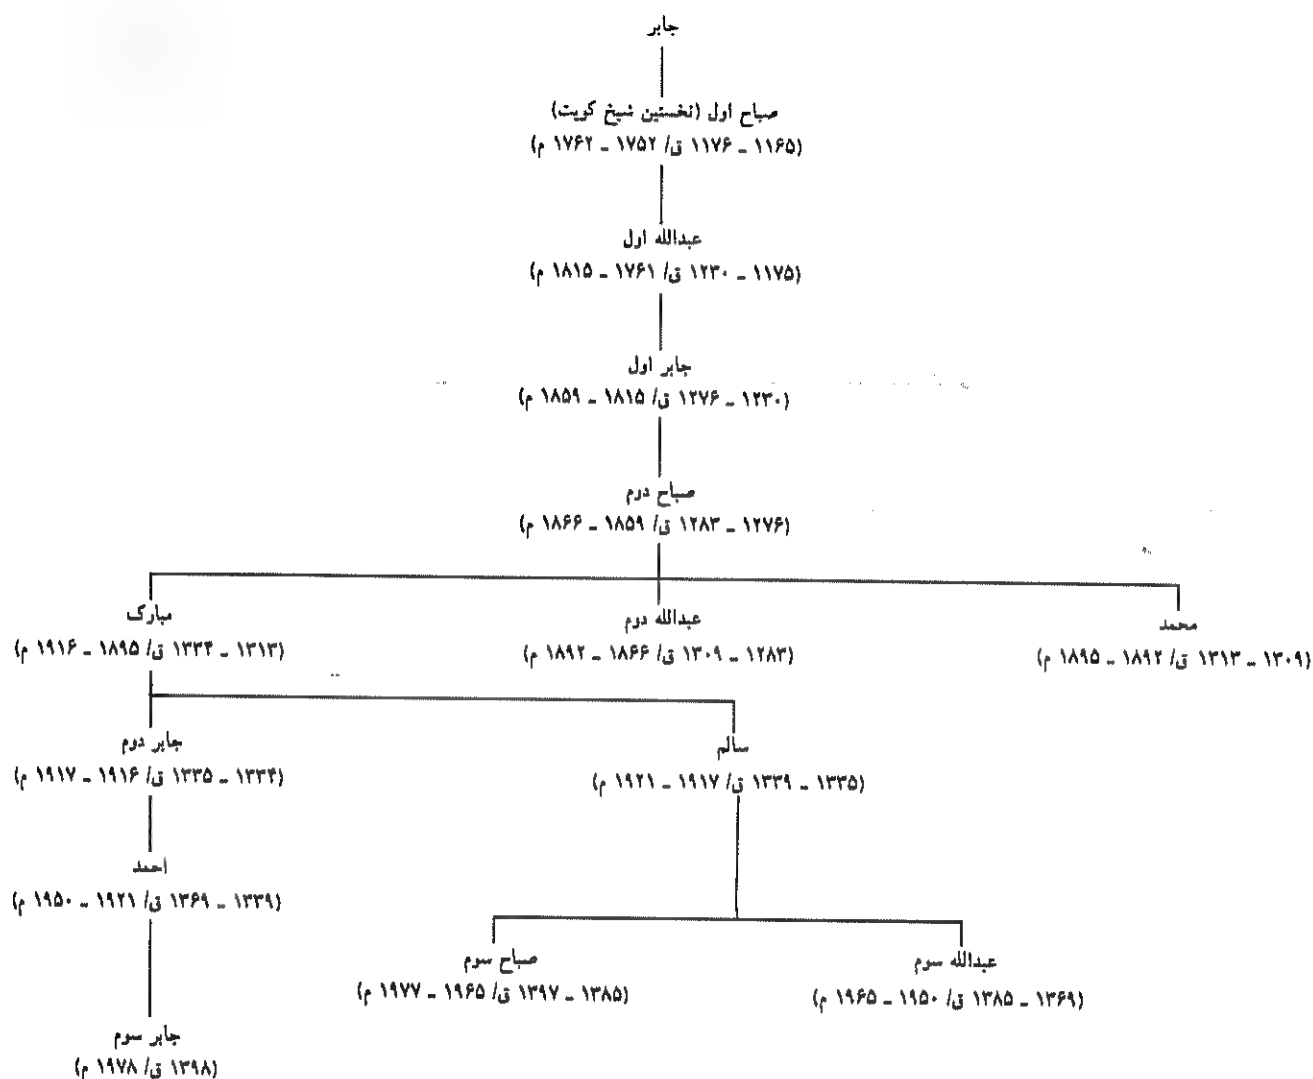 جابر
صباح اول (نخستین شیخ کویت)
(۱۱۶۵ - ۱۱۷۶ ق/ ۱۷۵۲ - ۱۷۶۲ م)
عبدالله اول
(۱۱۷۵ - ۱۲۳۰ ق/ ۱۷۶۱ - ۱۸۱۵ م)
جابر اول
(۱۲۳۰ - ۱۲۷۶ ق/ ۱۸۱۵ - ۱۸۵۹ م)
صباح دوم
(۱۲۷۶ - ۱۲۸۳ ق/ ۱۸۵۹ - ۱۸۶۶ م)
محمد
(۱۳۰۹ - ۱۳۱۳ ق/ ۱۸۹۲ - ۱۸۹۵ م)
عبدالله دوم
(۱۲۸۳ - ۱۳۰۹ ق/ ۱۸۶۶ - ۱۸۹۲ م)
مبارک
(۱۳۱۳ - ۱۳۳۴ ق/ ۱۸۹۵ - ۱۹۱۶ م)
سالم
(۱۳۳۵ - ۱۳۳۹ ق/ ۱۹۱۷ - ۱۹۲۱ م)
جابر دوم
(۱۳۳۴ - ۱۳۳۵ ق/ ۱۹۱۶ - ۱۹۱۷ م)
احمد
(۱۳۳۹ - ۱۳۶۹ ق/ ۱۹۲۱ - ۱۹۵۰ م)
عبدالله سوم
(۱۳۶۹ - ۱۳۸۵ ق/ ۱۹۵۰ - ۱۹۶۵ م)
صباح سوم
(۱۳۸۵ - ۱۳۹۷ ق/ ۱۹۶۵ - ۱۹۷۷ م)
جابر سوم
(۱۳۹۸ ق/ ۱۹۷۸ م)